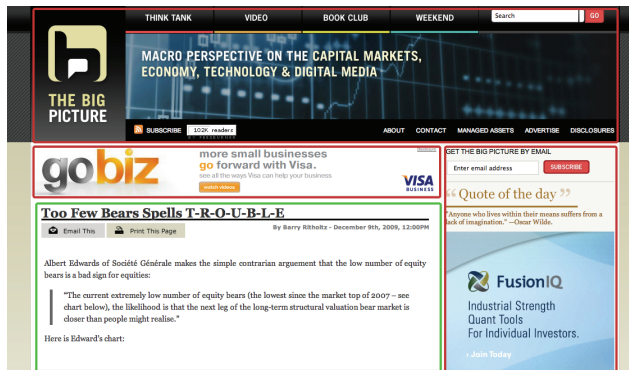 THINK TANK
VIDEO
BOOK CLUB
WEEKEND
Search
GO
MACRO PERSPECTIVE ON THE CAPITAL MARKETS,
ECONOMY, TECHNOLOGY & DIGITAL MEDIA
THE BIG
PICTURE
SUBSCRIBE
102K readers
BY FEEDBURNER
ABOUT
CONTACT
MANAGED ASSETS
ADVERTISE
DISCLOSURES
gobiz
more small businesses
go forward with Visa.
see all the ways Visa can help your business
watch videos
VISA
BUSINESS
GET THE BIG PICTURE BY EMAIL
Enter email address
SUBSCRIBE
“ Quote of the day ”
"Anyone who lives within their means suffers from a
lack of imagination." —Oscar Wilde.
Too Few Bears Spells T-R-O-U-B-L-E
Email This
Print This Page
By Barry Ritholtz - December 9th, 2009, 12:00PM
Albert Edwards of Société Générale makes the simple contrarian arguement that the low number of equity
bears is a bad sign for equities:
“The current extremely low number of equity bears (the lowest since the market top of 2007 – see
chart below), the likelihood is that the next leg of the long-term structural valuation bear market is
closer than people might realise.”
Here is Edward's chart:
FusionIQ
Industrial Strength
Quant Tools
For Individual Investors.
› Join Today